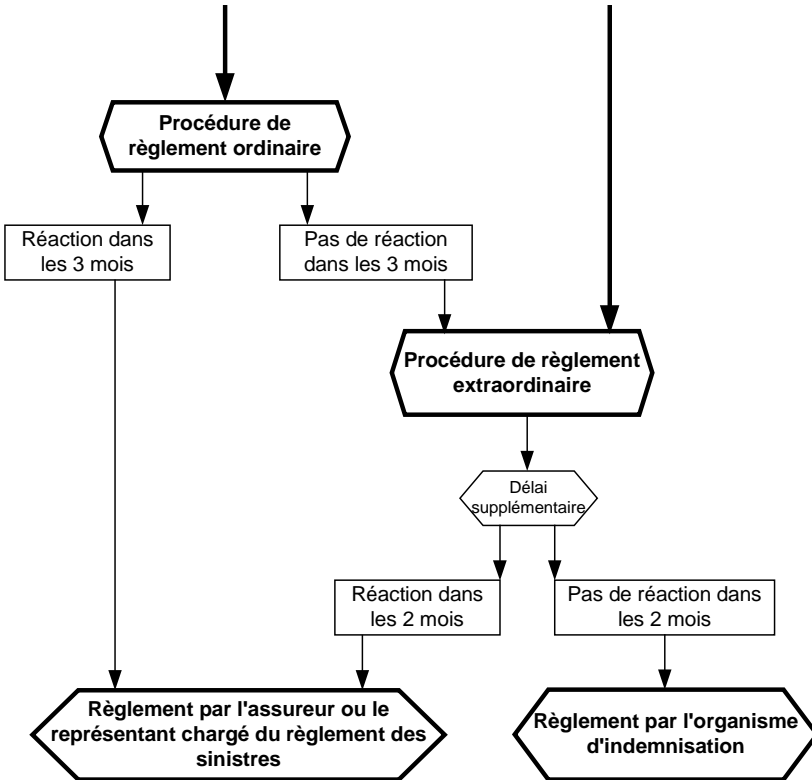 Procédure de
règlement ordinaire
Réaction dans
les 3 mois
Pas de réaction
dans les 3 mois
Procédure de règlement
extraordinaire
Délai
supplémentaire
Réaction dans
les 2 mois
Pas de réaction dans
les 2 mois
Règlement par l'assureur ou le
représentant chargé du règlement des
sinistres
Règlement par l'organisme
d'indemnisation